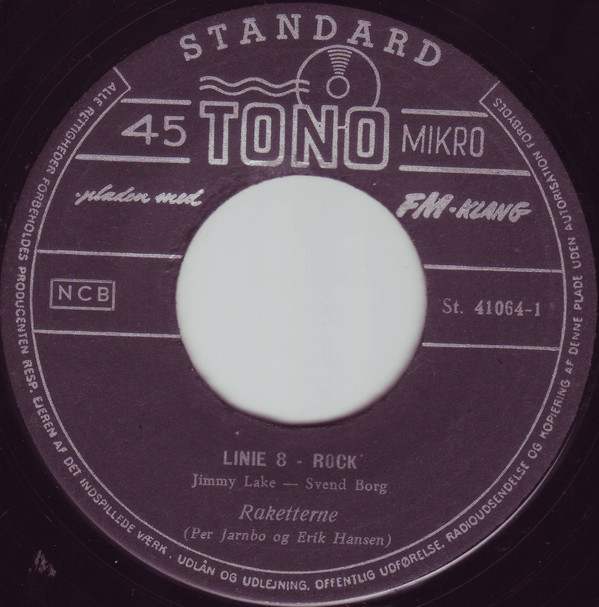 STANDARD
45 TONO MIKRO
-pladen med FM-KLANG
NCB
St. 41064-1
LINIE 8 - ROCK
Jimmy Lake — Svend Borg
Raketterne
(Per Jarnbo og Erik Hansen)
ALLE RETTIGHEDER FORBEHOLDES PRODUCENTEN RESP. EJEREN AF DET INDSPILLEDE VÆRK. UDLÅN OG UDLEJNING, OFFENTLIG UDFØRELSE, RADIOUDSENDELSE OG KOPIERING AF DENNE PLADE UDEN AUTORISATION FORBYDES